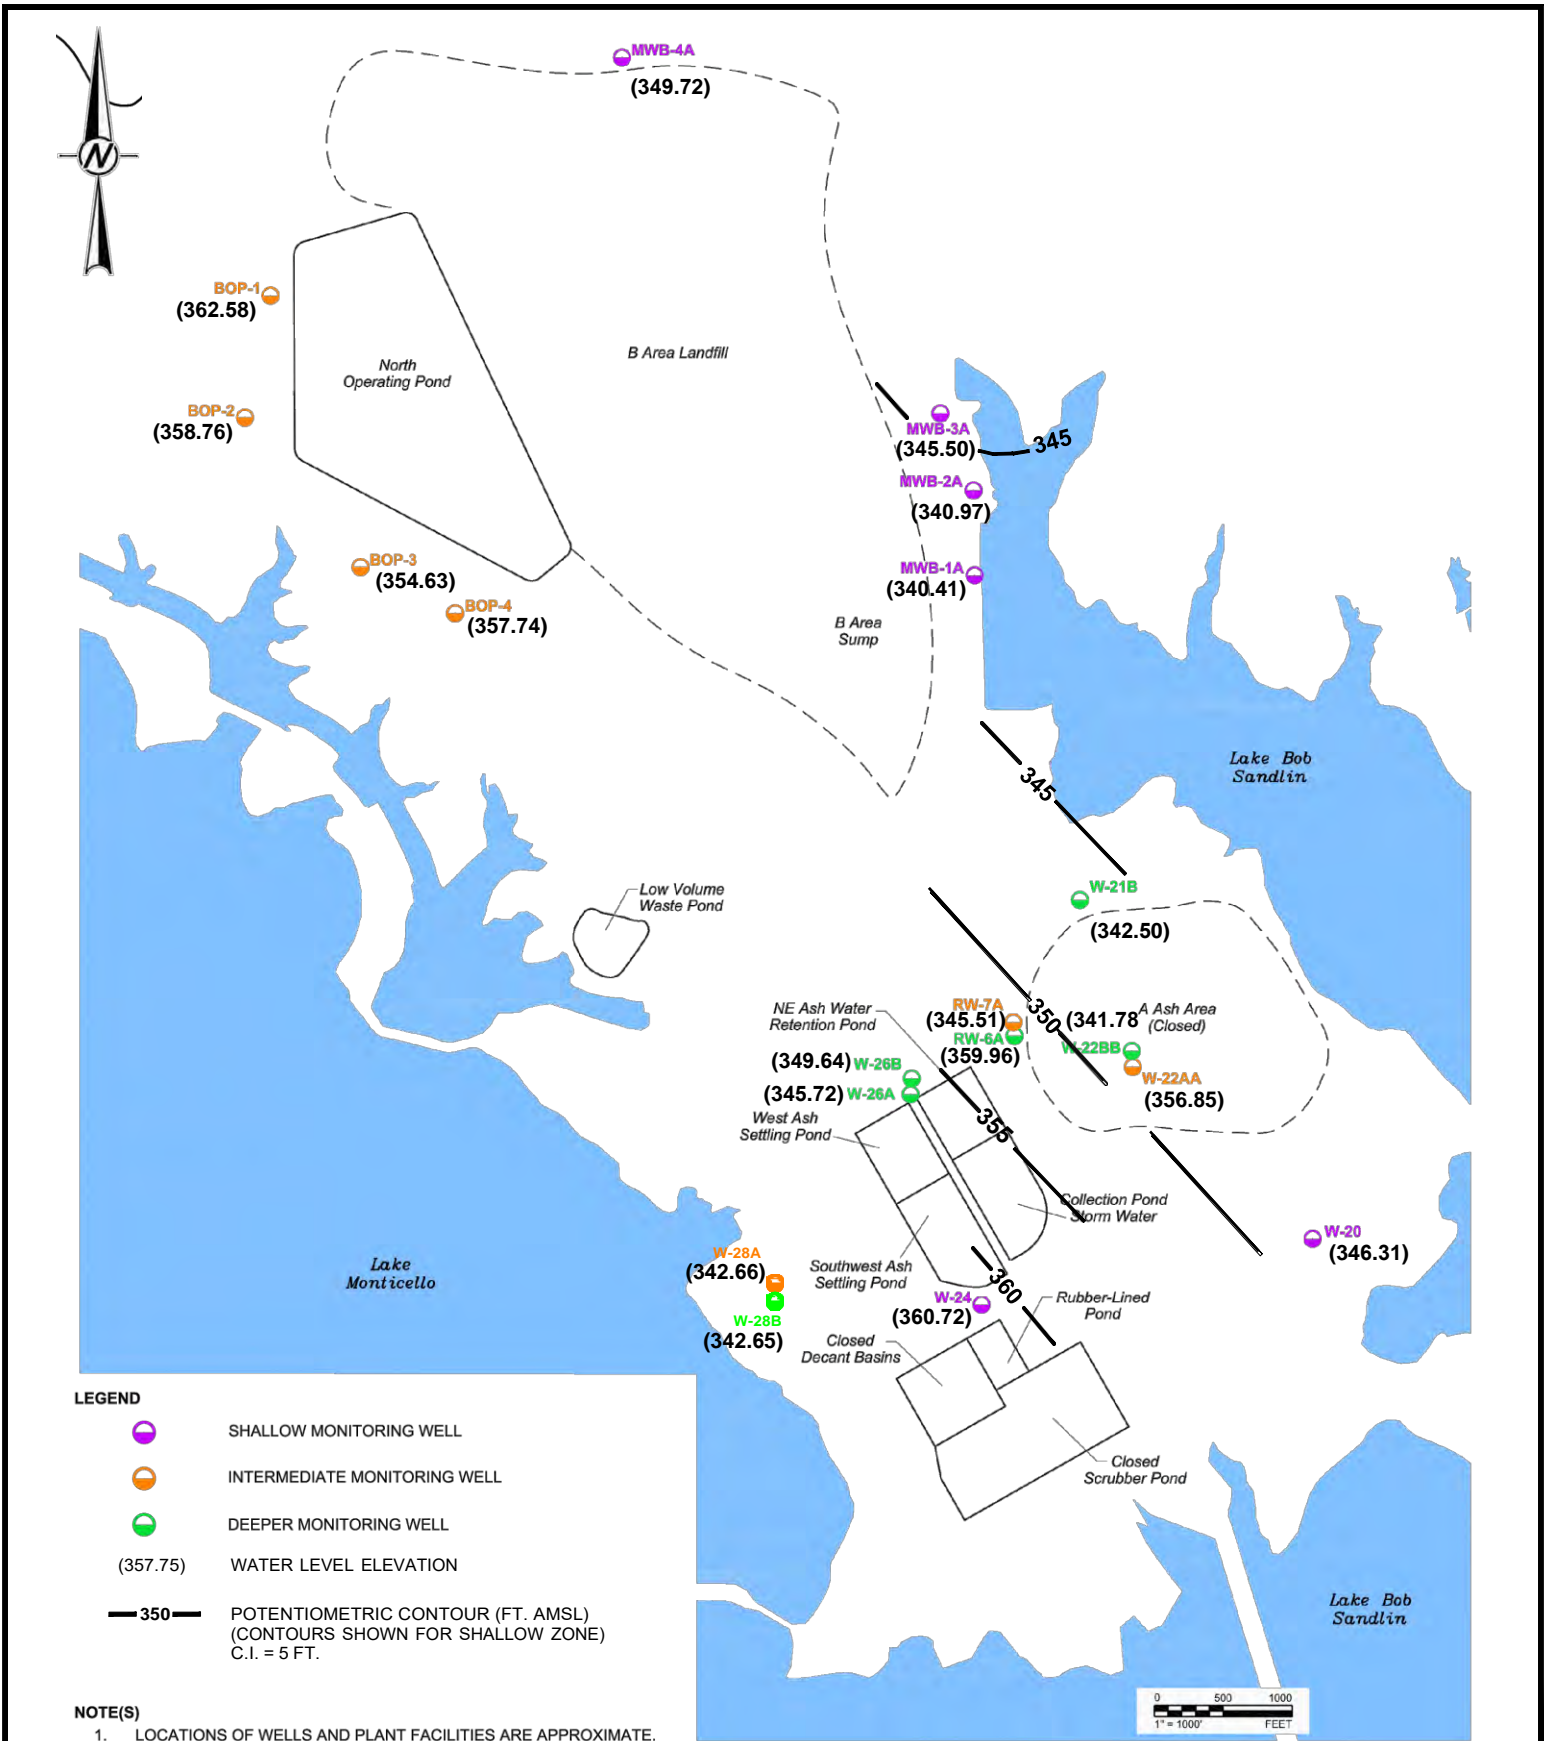 N
MWB-4A
(349.72)
BOP-1
(362.58)
North
Operating Pond
B Area Landfill
BOP-2
(358.76)
MWB-3A
(345.50)
345
MWB-2A
(340.97)
BOP-3
(354.63)
MWB-1A
(340.41)
BOP-4
(357.74)
B Area
Sump
Lake Bob
Sandlin
345
Low Volume
Waste Pond
W-21B
(342.50)
NE Ash Water
Retention Pond
RW-7A
(345.51)
RW-6A
(359.96)
350
(341.78
A Ash Area
(Closed)
W-22BB
W-22AA
(356.85)
(349.64) W-26B
(345.72) W-26A
West Ash
Settling Pond
355
Collection Pond
Storm Water
W-20
(346.31)
Lake
Monticello
W-28A
(342.66)
W-28B
(342.65)
Southwest Ash
Settling Pond
360
W-24
(360.72)
Rubber-Lined
Pond
Closed
Decant Basins
Closed
Scrubber Pond
LEGEND
SHALLOW MONITORING WELL
INTERMEDIATE MONITORING WELL
DEEPER MONITORING WELL
(357.75) WATER LEVEL ELEVATION
350 POTENTIOMETRIC CONTOUR (FT. AMSL)
(CONTOURS SHOWN FOR SHALLOW ZONE)
C.I. = 5 FT.
Lake Bob
Sandlin
0 500 1000
1" = 1000' FEET
NOTE(S)
1. LOCATIONS OF WELLS AND PLANT FACILITIES ARE APPROXIMATE.